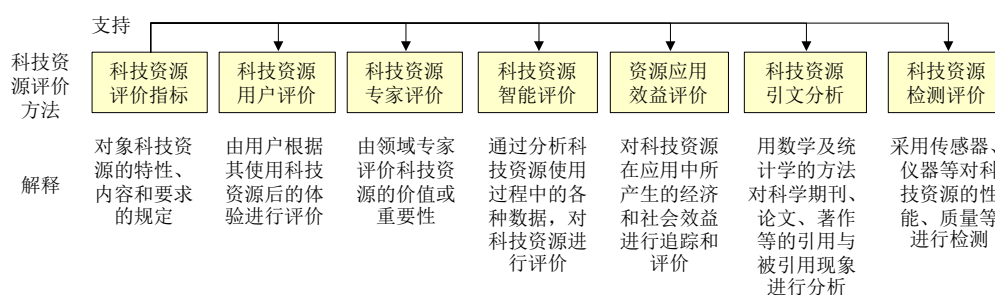 支持
科技资
源评价
方法
科技资源
评价指标
科技资源
用户评价
科技资源
专家评价
科技资源
智能评价
资源应用
效益评价
科技资源
引文分析
科技资源
检测评价
解释
对象科技资
源的特性、
内容和要求
的规定
由用户根据
其使用科技
资源后的体
验进行评价
由领域专家
评价科技资
源的价值或
重要性
通过分析科
技资源使用
过程中的各
种数据，对
科技资源进
行评价
对科技资源
在应用中所
产生的经济
和社会效益
进行追踪和
评价
用数学及统
计学的方法
对科学期刊、
论文、著作
等的引用与
被引用现象
进行分析
采用传感器、
仪器等对科
技资源的性
能、质量等
进行检测